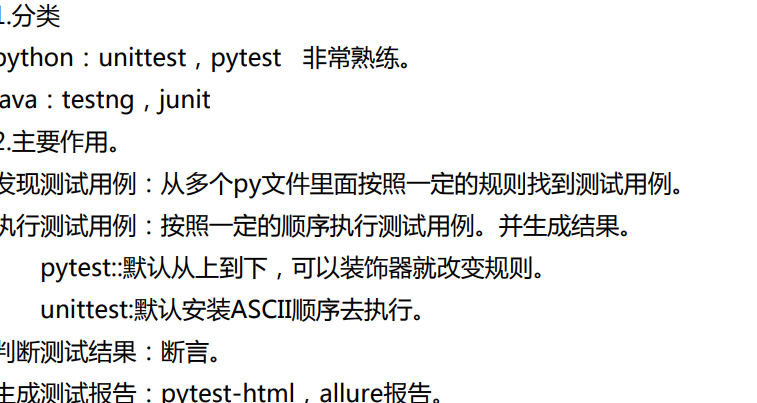 1.分类
python：unittest，pytest 非常熟练。
java：testng，junit
2.主要作用。
发现测试用例：从多个py文件里面按照一定的规则找到测试用例。
执行测试用例：按照一定的顺序执行测试用例。并生成结果。
pytest::默认从上到下，可以装饰器就改变规则。
unittest:默认安装ASCII顺序去执行。
判断测试结果：断言。
生成测试报告：pytest-html，allure报告。